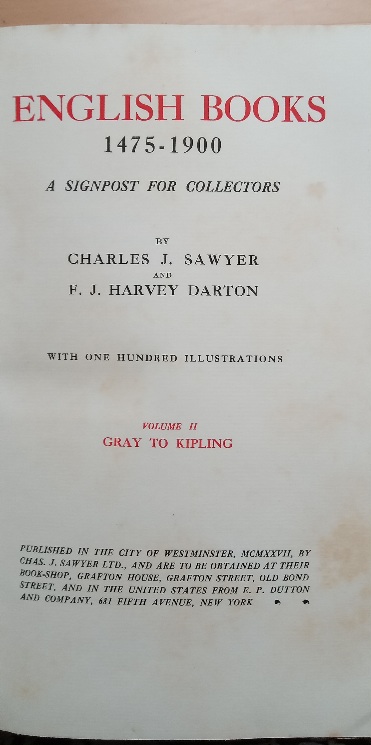 ENGLISH BOOKS
1475-1900
A SIGNPOST FOR COLLECTORS
BY
CHARLES J. SAWYER
AND
F. J. HARVEY DARTON
WITH ONE HUNDRED ILLUSTRATIONS
VOLUME II
GRAY TO KIPLING
PUBLISHED IN THE CITY OF WESTMINSTER, MCMXXVII, BY
CHAS. J. SAWYER LTD., AND ARE TO BE OBTAINED AT THEIR
BOOK-SHOP, GRAFTON HOUSE, GRAFTON STREET, OLD BOND
STREET, AND IN THE UNITED STATES FROM E. P. DUTTON
AND COMPANY, 681 FIFTH AVENUE, NEW YORK